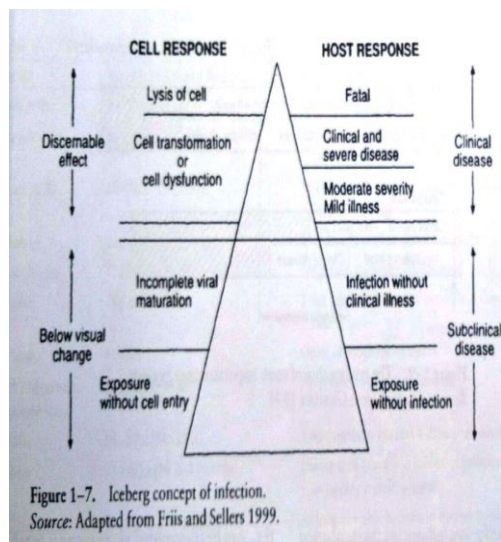 CELL RESPONSE
HOST RESPONSE
Lysis of cell
Fatal
Discernable
effect
Cell transformation
or
cell dysfunction
Clinical and
severe disease
Clinical
disease
Moderate severity
Mild illness
Incomplete viral
maturation
Infection without
clinical illness
Below visual
change
Subclinical
disease
Exposure
without cell entry
Exposure
without infection
Figure 1–7. Iceberg concept of infection.
Source: Adapted from Friis and Sellers 1999.